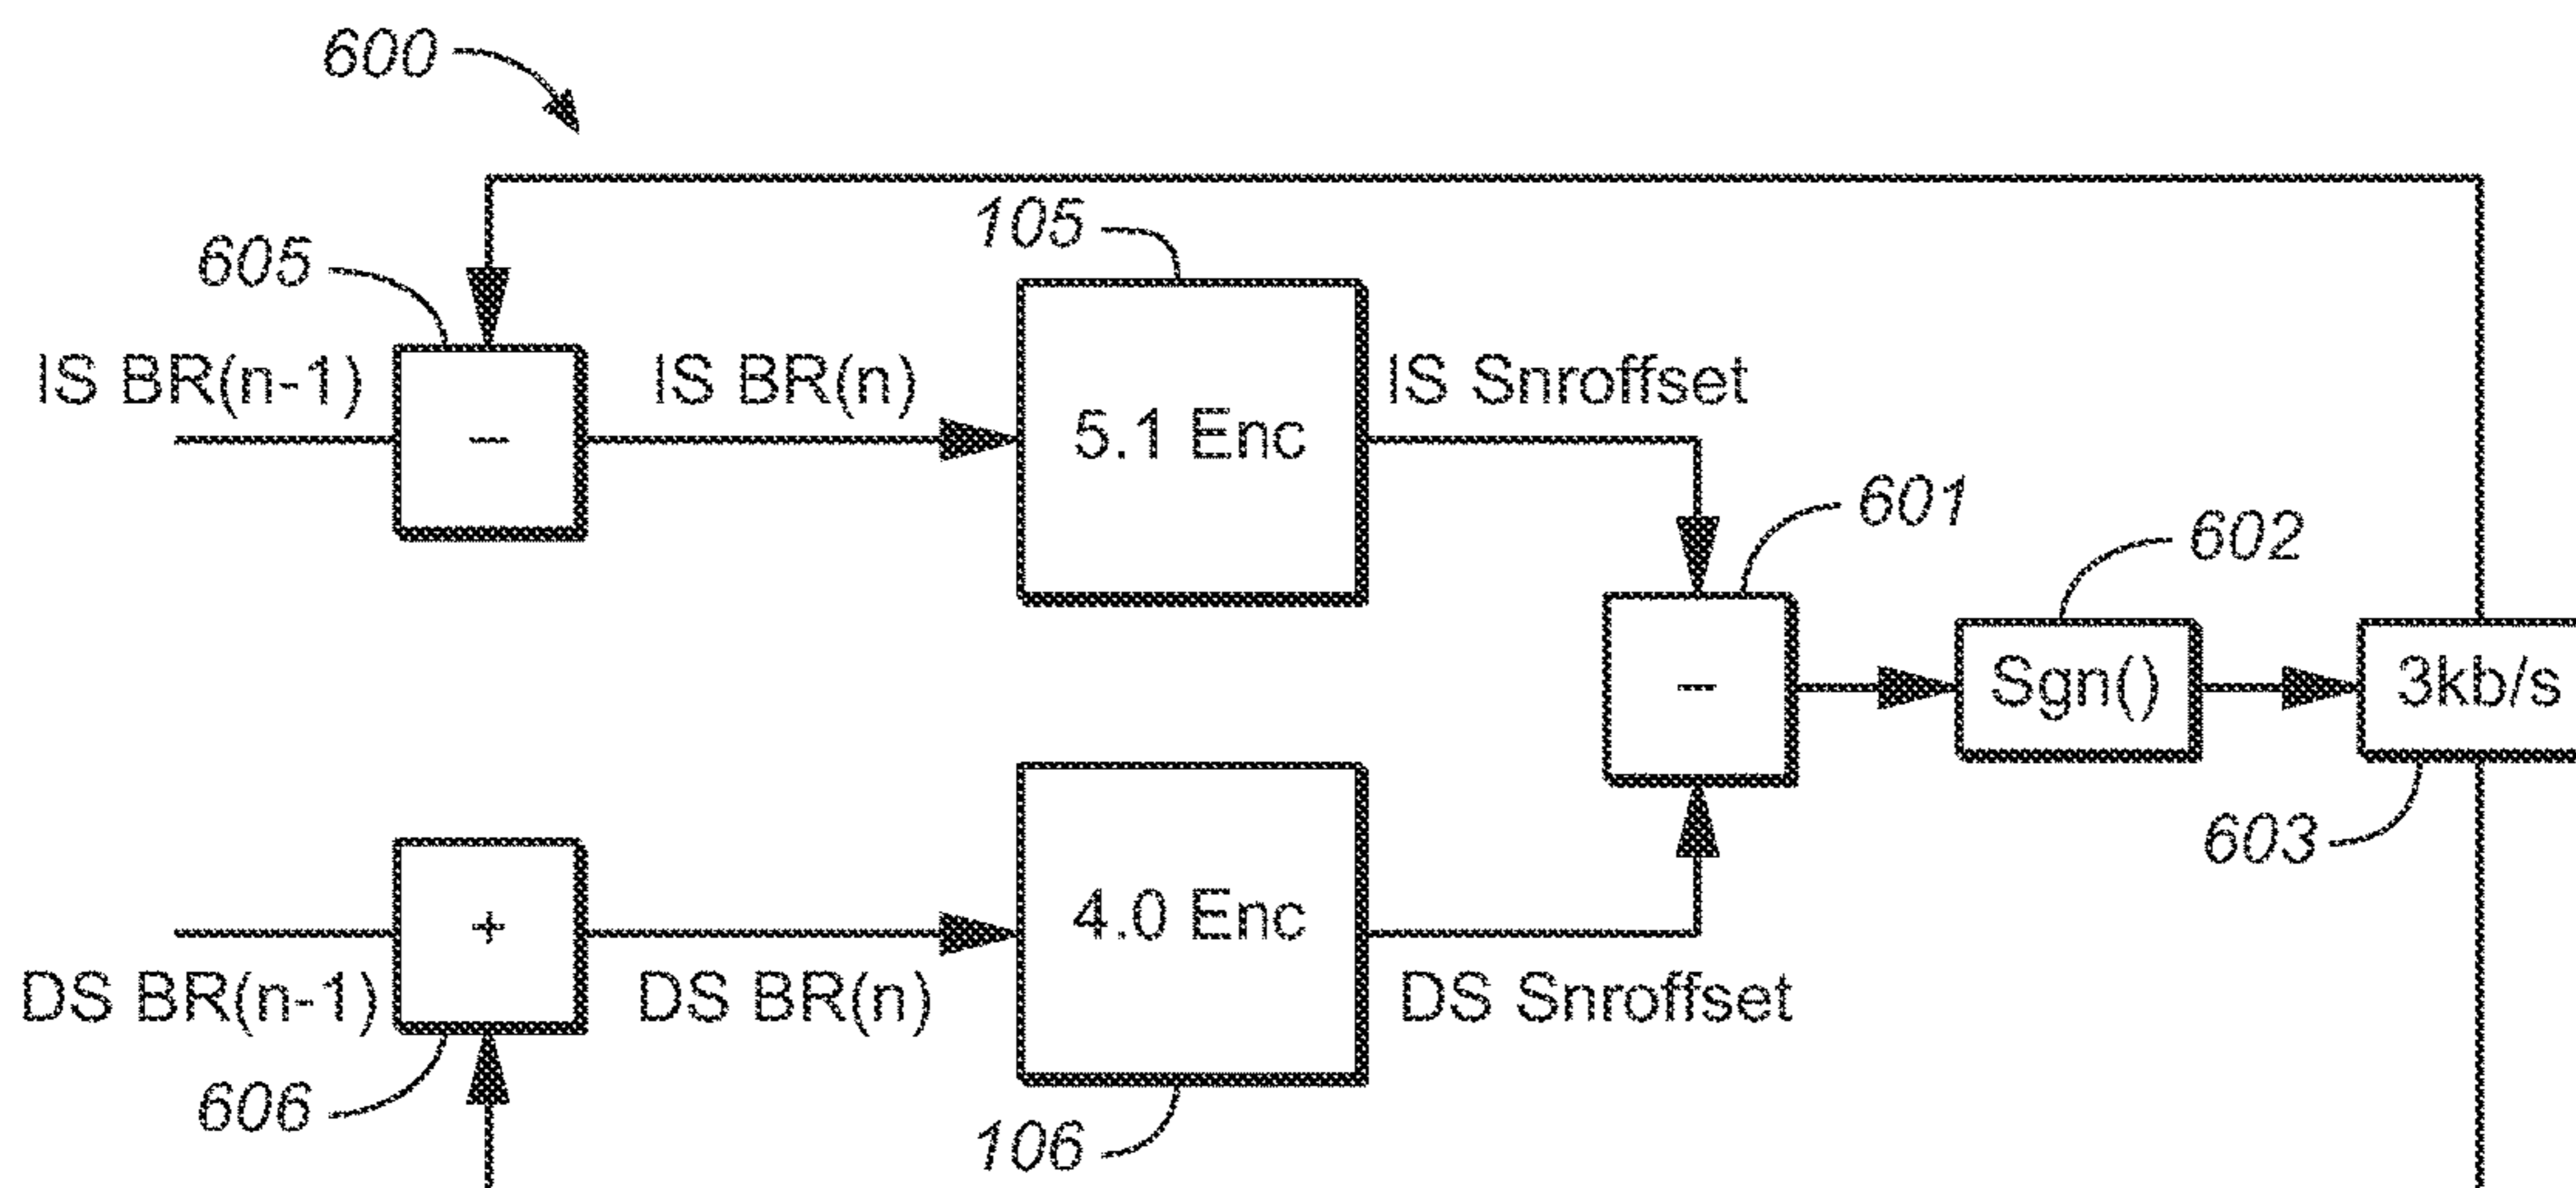 600
105
605
IS BR(n-1)
IS BR(n)
5.1 Enc
IS Snroffset
−
601
602
−
Sgn()
3kb/s
603
+
4.0 Enc
DS BR(n-1)
DS BR(n)
DS Snroffset
606
106